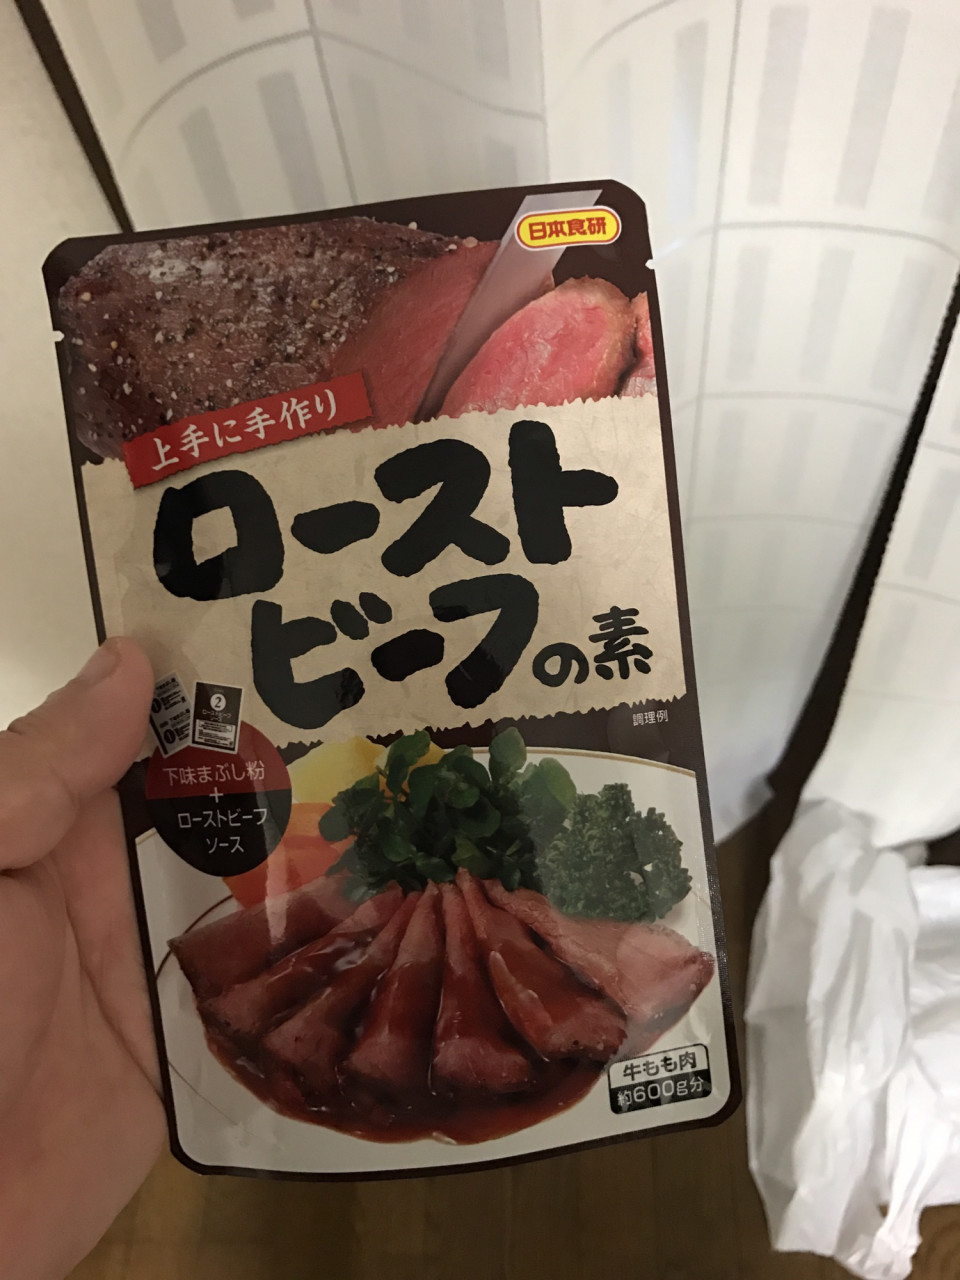 日本食研
上手に手作り
ロースト
ビーフの素
調理例
2
下味まぶし粉
+
ローストビーフ
ソース
牛もも肉
約600g分